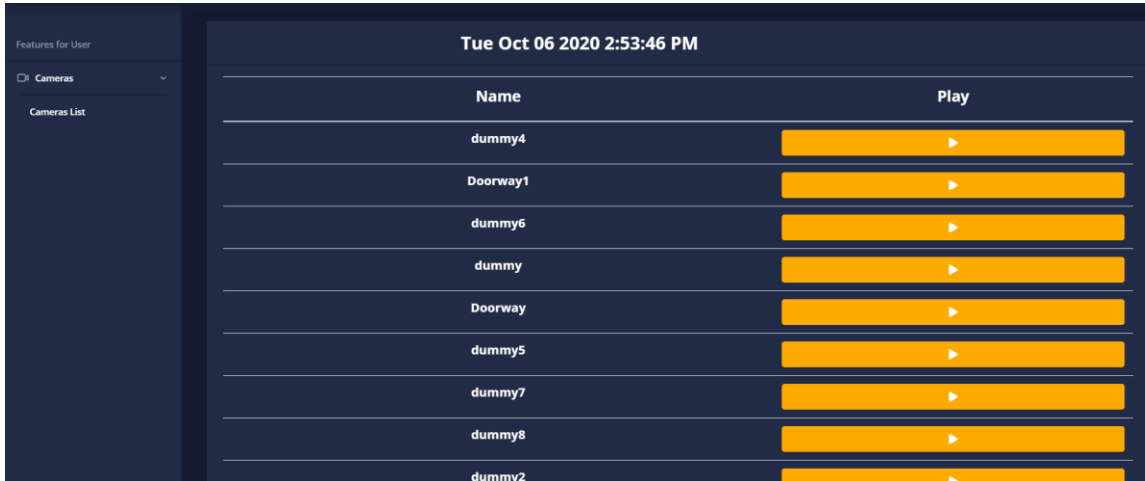 Features for User
Cameras
Cameras List
Tue Oct 06 2020 2:53:46 PM
Name Play
dummy4
Doorway1
dummy6
dummy
Doorway
dummy5
dummy7
dummy8
dummy2